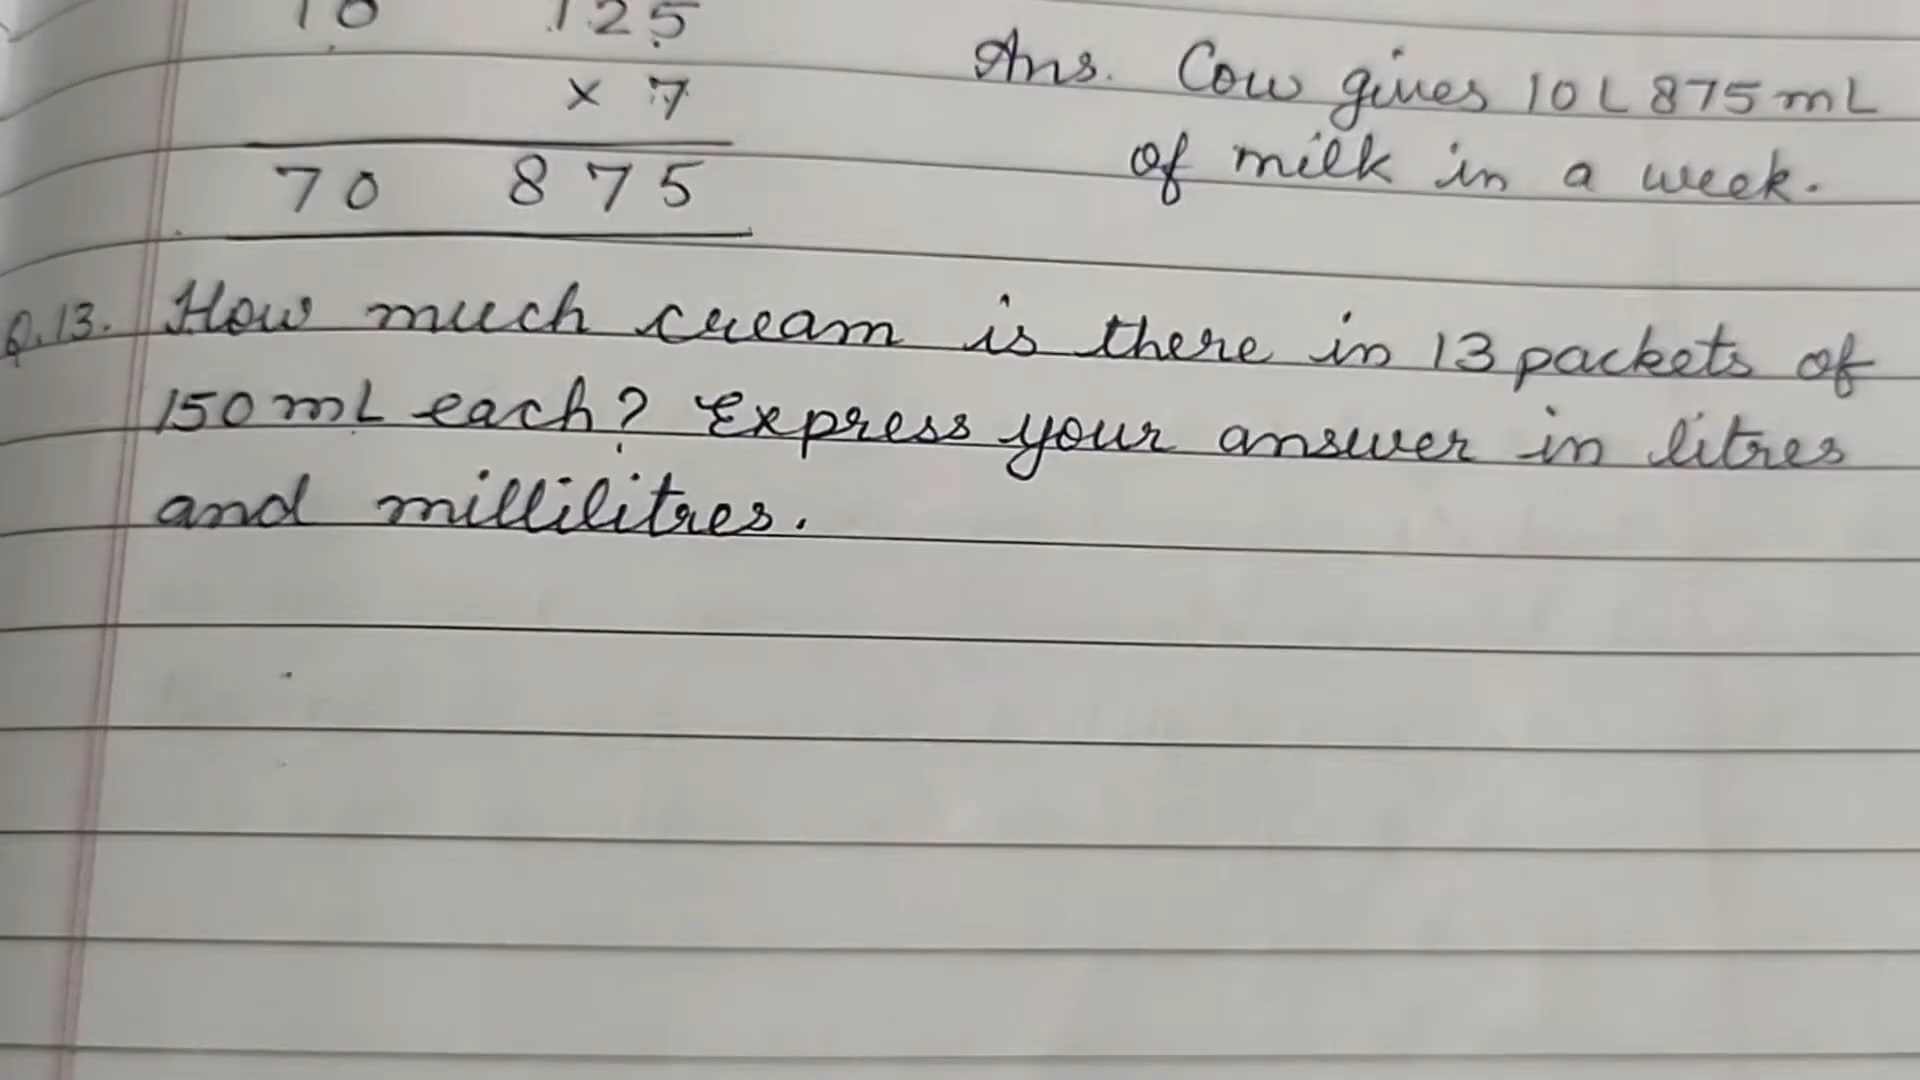 10 125
× 7
70 875
Ans. Cow gives 10 L 875 mL
of milk in a week.
Q.13. How much cream is there in 13 packets of
150 mL each? Express your answer in litres
and millilitres.